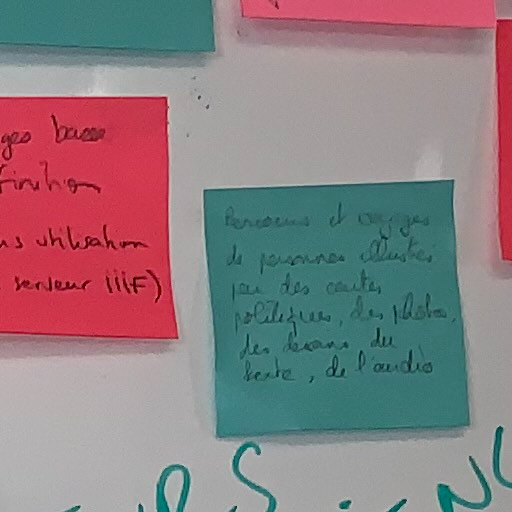 ges basse
finition
ns utilisation
serveur iiiF)
Parcours et voyages
de personnes illustrés
par des cartes
politiques, des photos,
des dessins du
texte, de l'audio